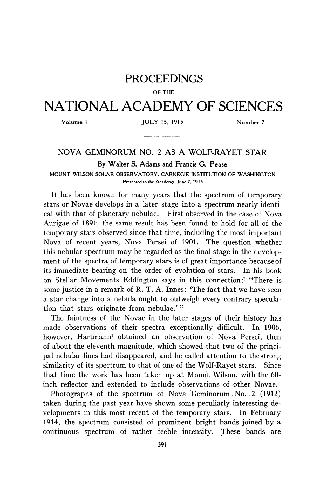 PROCEEDINGS
OF THE
NATIONAL ACADEMY OF SCIENCES
Volume 1 JULY 15, 1915 Number 7
NOVA GEMINORUM NO. 2 AS A WOLF-RAYET STAR
By Walter S. Adams and Francis G. Pease
MOUNT WILSON SOLAR OBSERVATORY, CARNEGIE INSTITUTION OF WASHINGTON
Presented to the Academy, June 7, 1915
It has been known for many years that the spectrum of temporary
stars or Novae develops in a later stage into a spectrum nearly identi-
cal with that of planetary nebulae. First observed in the case of Nova
Aurigae of 1891 the same result has been found to hold for all of the
temporary stars observed since that time, including the most important
Nova of recent years, Nova Persei of 1901. The question whether
this nebular spectrum may be regarded as the final stage in the develop-
ment of the spectra of temporary stars is of great importance because of
its immediate bearing on the order of evolution of stars. In his book
on Stellar Movements Eddington says in this connection: "There is
some justice in a remark of R. T. A. Innes: 'The fact that we have seen
a star change into a nebula ought to outweigh every contrary specula-
tion that stars originate from nebulae.'"
The faintness of the Novae in the later stages of their history has
made observations of their spectra exceptionally difficult. In 1906,
however, Hartmann obtained an observation of Nova Persei, then
of about the eleventh magnitude, which showed that two of the princi-
pal nebular lines had disappeared, and he called attention to the strong
similarity of its spectrum to that of one of the Wolf-Rayet stars. Since
that time the work has been taken up at Mount Wilson with the 60-
inch reflector and extended to include observations of other Novae.
Photographs of the spectrum of Nova Geminorum No. 2 (1912)
taken during the past year have shown some peculiarly interesting de-
velopments in this most recent of the temporary stars. In February
1914, the spectrum consisted of prominent bright bands joined by a
continuous spectrum of rather feeble intensity. These bands are
391